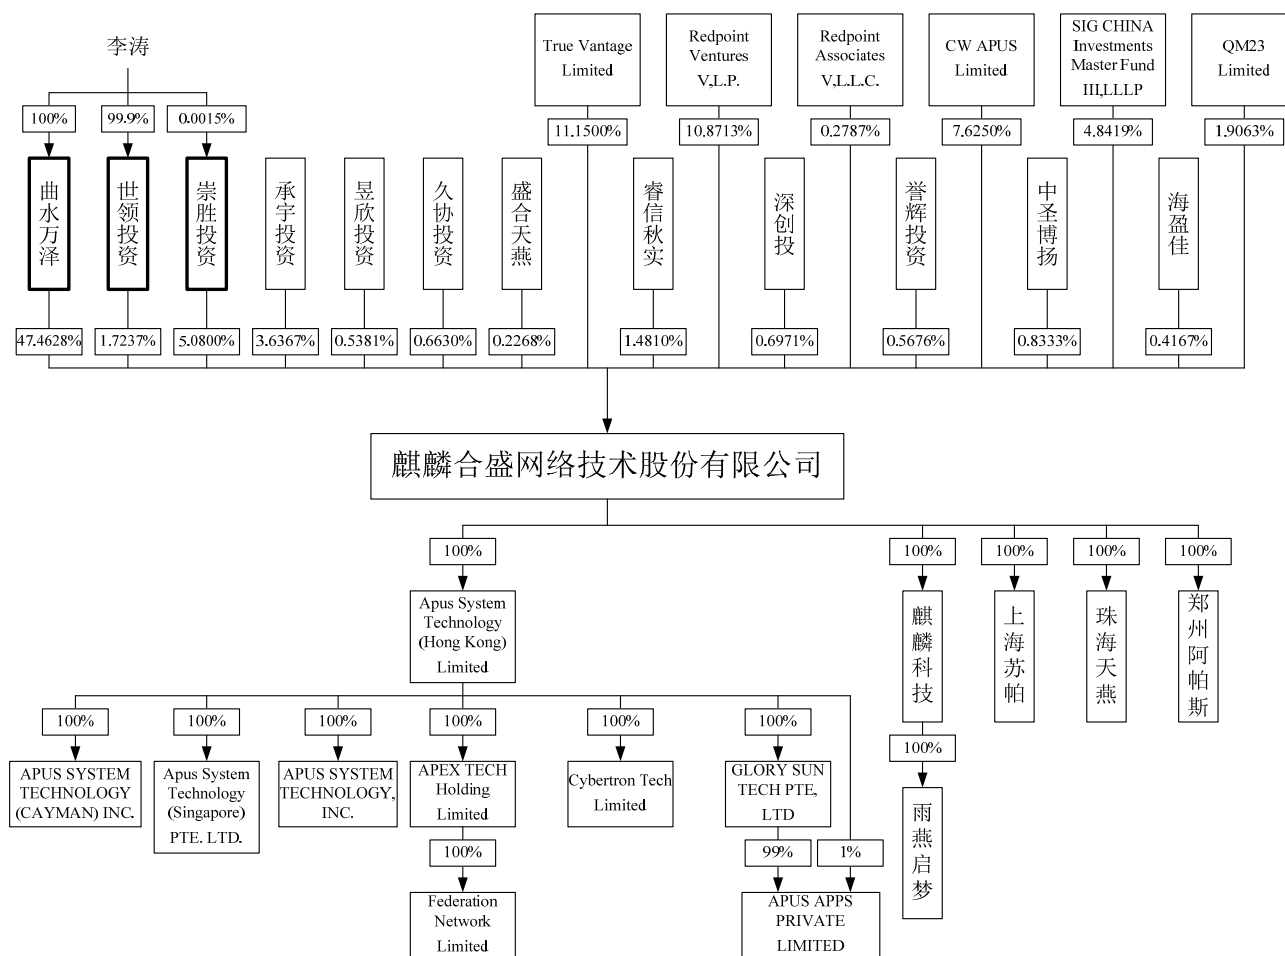 李涛
True Vantage
Limited
Redpoint
Ventures
V,L.P.
Redpoint
Associates
V,L.L.C.
CW APUS
Limited
SIG CHINA
Investments
Master Fund
III,LLLP
QM23
Limited
100%
99.9%
0.0015%
11.1500%
10.8713%
0.2787%
7.6250%
4.8419%
1.9063%
曲水万泽
世领投资
崇胜投资
承宇投资
昱欣投资
久协投资
盛合天燕
睿信秋实
深创投
誉辉投资
中圣博扬
海盈佳
47.4628%
1.7237%
5.0800%
3.6367%
0.5381%
0.6630%
0.2268%
1.4810%
0.6971%
0.5676%
0.8333%
0.4167%
麒麟合盛网络技术股份有限公司
100%
100%
100%
100%
100%
Apus System
Technology
(Hong Kong)
Limited
麒麟科技
上海苏帕
珠海天燕
郑州阿帕斯
100%
100%
100%
100%
100%
100%
100%
APUS SYSTEM
TECHNOLOGY
(CAYMAN) INC.
Apus System
Technology
(Singapore)
PTE. LTD.
APUS SYSTEM
TECHNOLOGY,
INC.
APEX TECH
Holding
Limited
Cybertron Tech
Limited
GLORY SUN
TECH PTE,
LTD
雨燕启梦
100%
99%
1%
Federation
Network
Limited
APUS APPS
PRIVATE
LIMITED